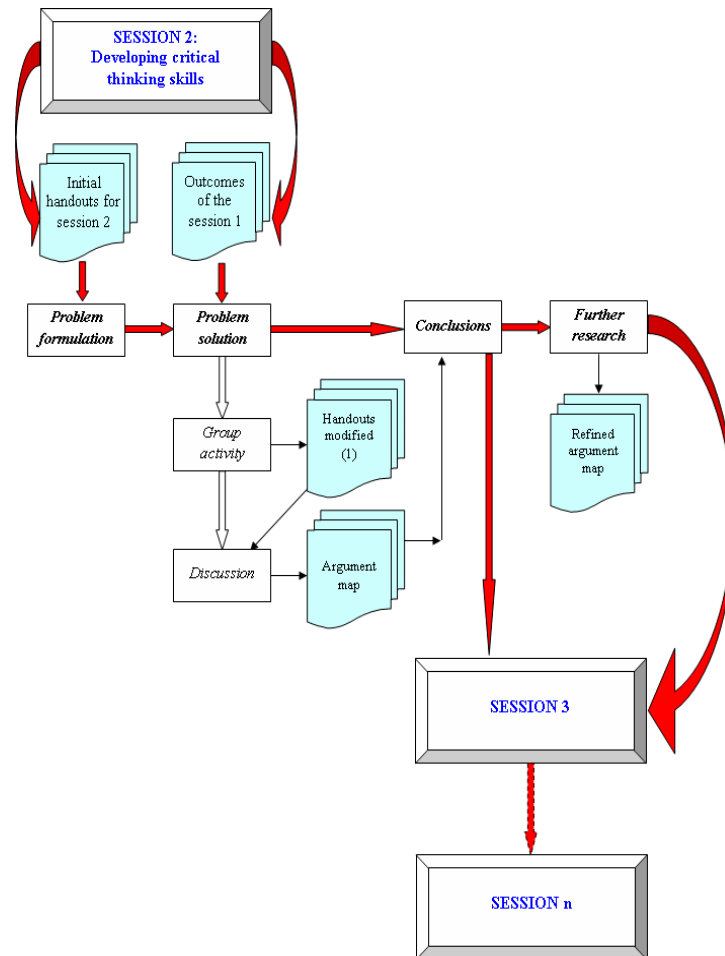 SESSION 2:
Developing critical
thinking skills
Initial
handouts for
session 2
Outcomes
of the
session 1
Problem
formulation
Problem
solution
Conclusions
Further
research
Group
activity
Handouts
modified
(1)
Refined
argument
map
Discussion
Argument
map
SESSION 3
SESSION n